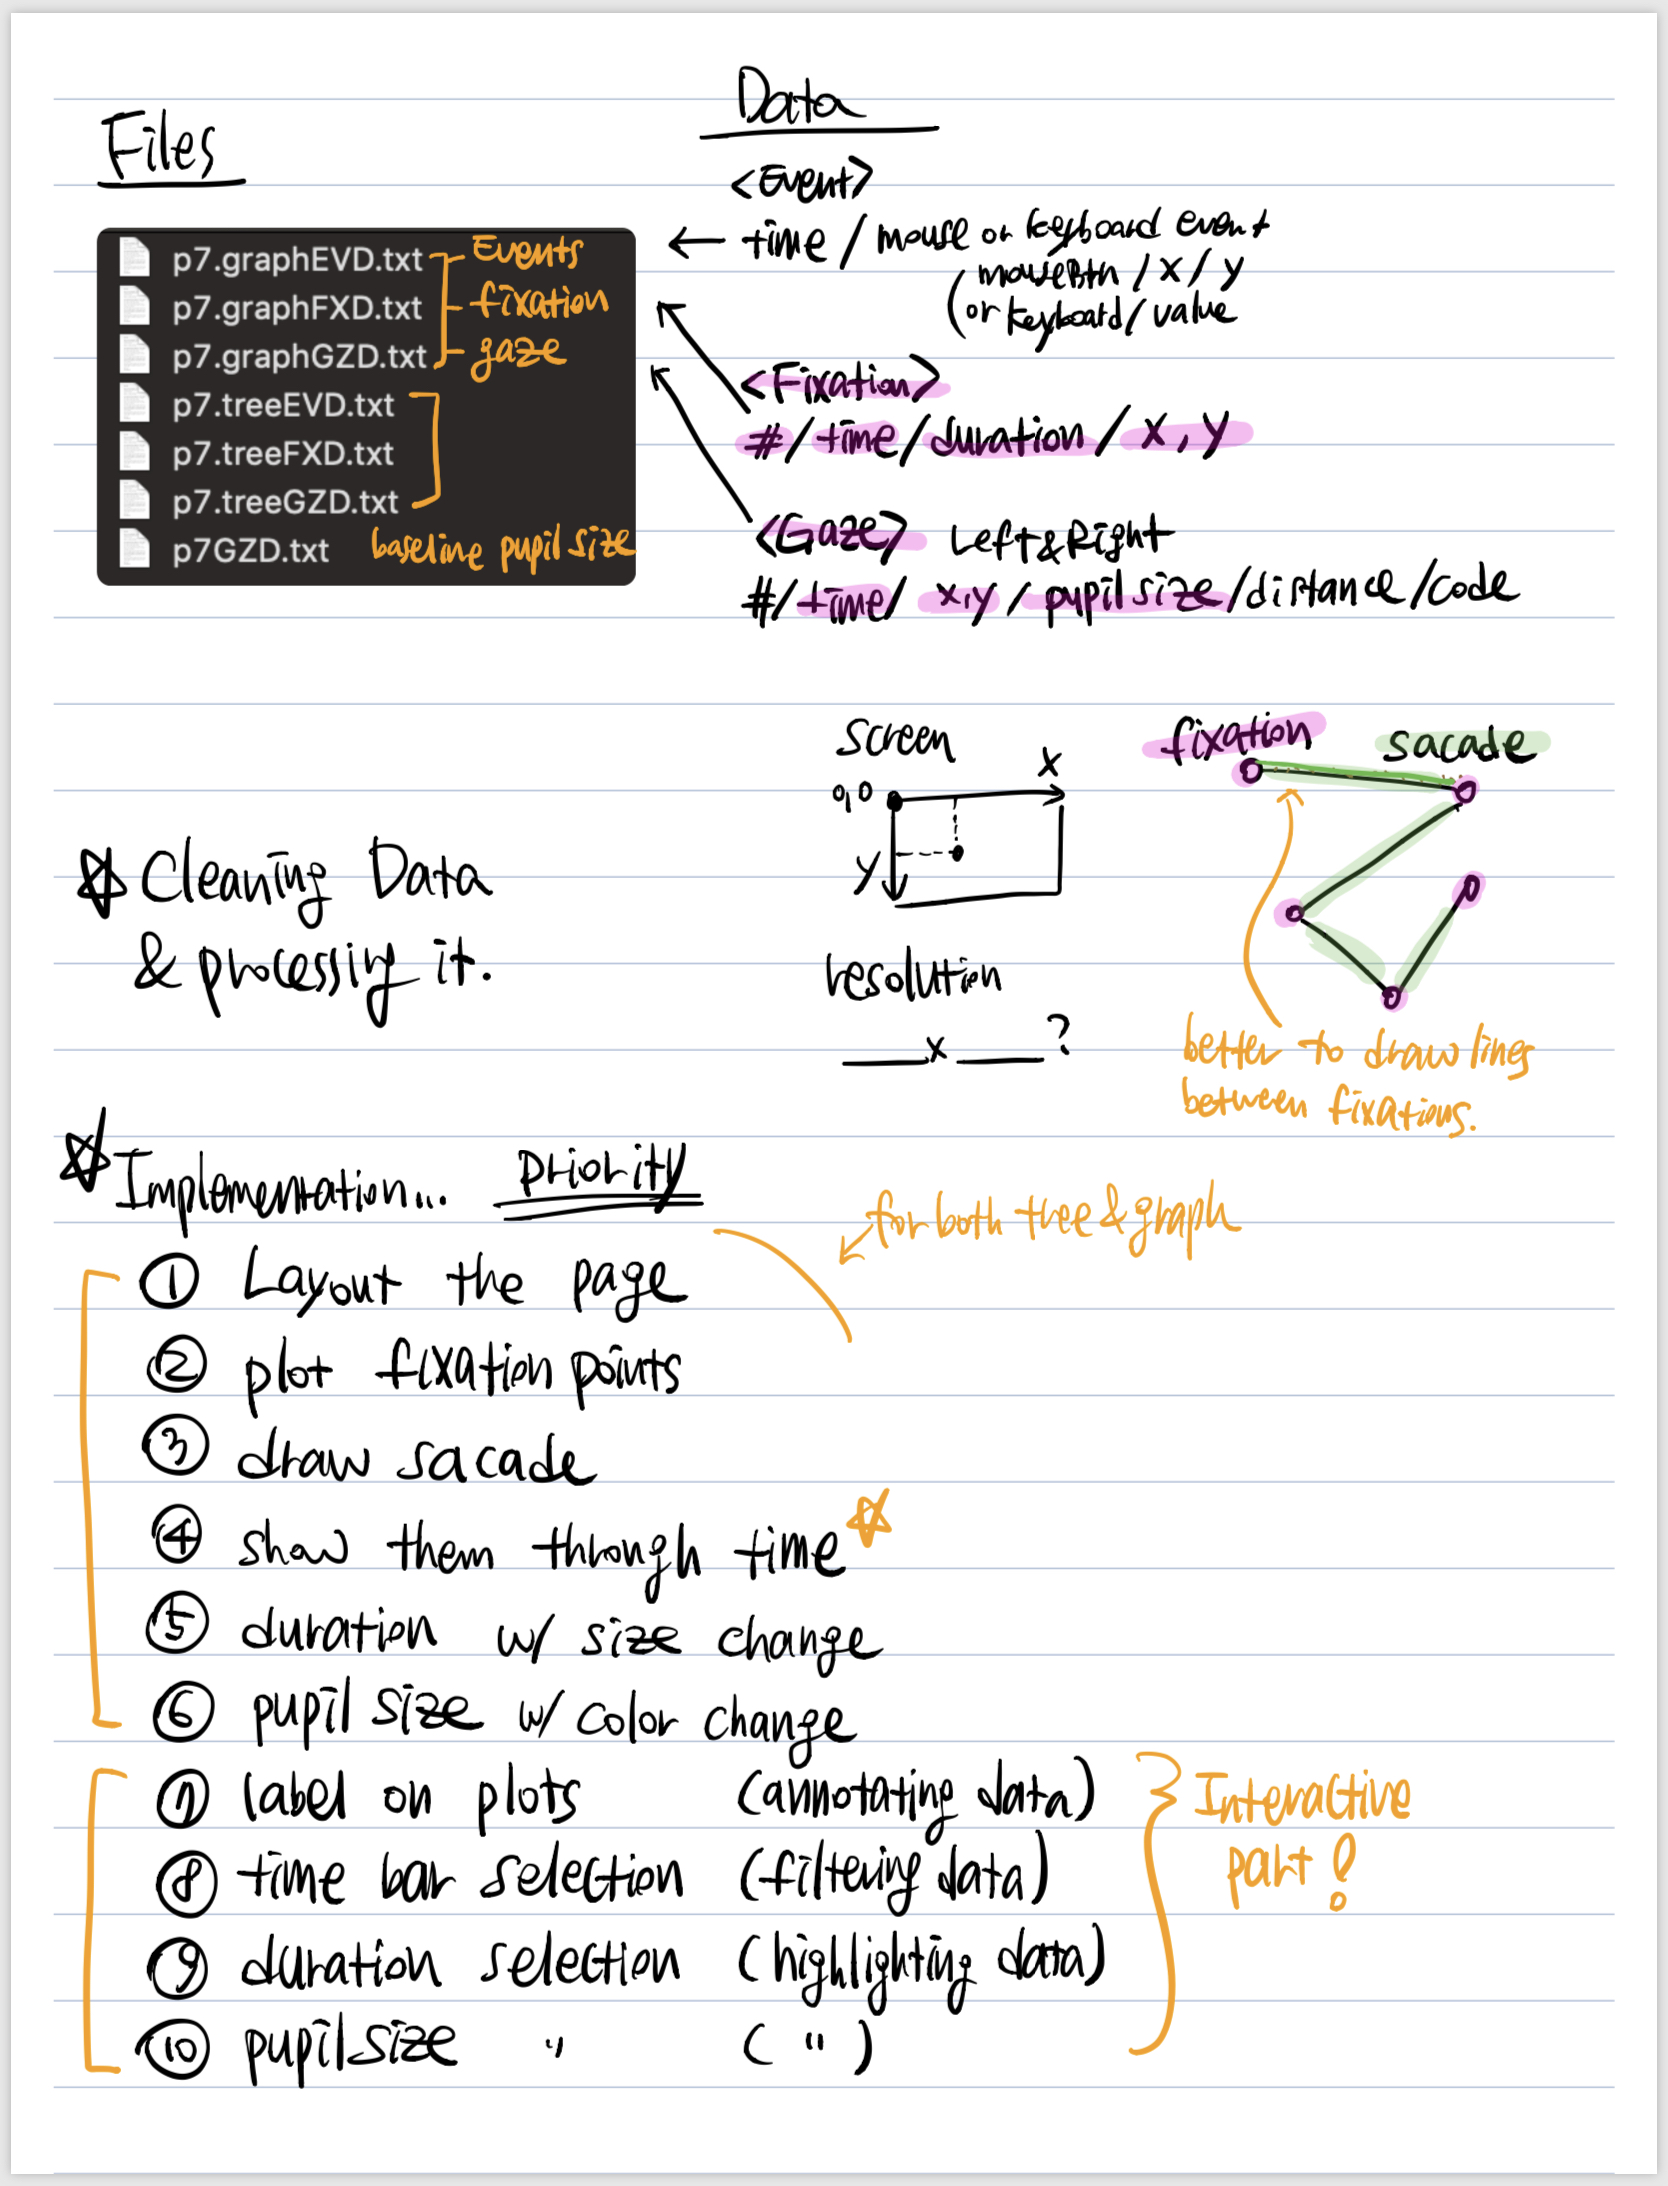 Files
p7.graphEVD.txt Events
p7.graphFXD.txt fixation
p7.graphGZD.txt gaze
p7.treeEVD.txt
p7.treeFXD.txt
p7.treeGZD.txt
p7GZD.txt baseline pupil size
Data
<Event>
← time / mouse or keyboard event
(mouseBtn / x / y
or keyboard / value
<Fixation>
# / time / duration / x, y
<Gaze> Left & Right
# / time / x,y / pupil size / distance / code
☆ Cleaning Data
& processing it.
screen
x
0,0
y
resolution
____ x ____ ?
fixation sacade
better to draw lines
between fixations.
☆ Implementation... priority
for both tree & graph
① Layout the page
② plot fixation points
③ draw sacade
④ show them through time ☆
⑤ duration w/ size change
⑥ pupil size w/ color change
⑦ label on plots (annotating data)
⑧ time bar selection (filtering data)
⑨ duration selection (highlighting data)
⑩ pupil size " ( " )
Interactive
part!